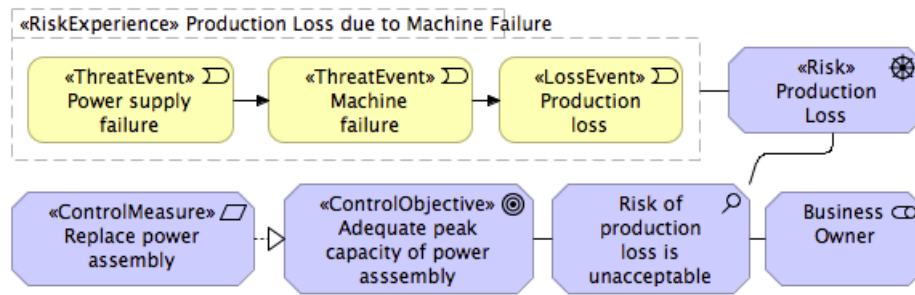 «RiskExperience» Production Loss due to Machine Failure
«ThreatEvent»
Power supply
failure
«ThreatEvent»
Machine
failure
«LossEvent»
Production
loss
«Risk»
Production
Loss
«ControlMeasure»
Replace power
assembly
«ControlObjective»
Adequate peak
capacity of power
asssembly
Risk of
production
loss is
unacceptable
Business
Owner